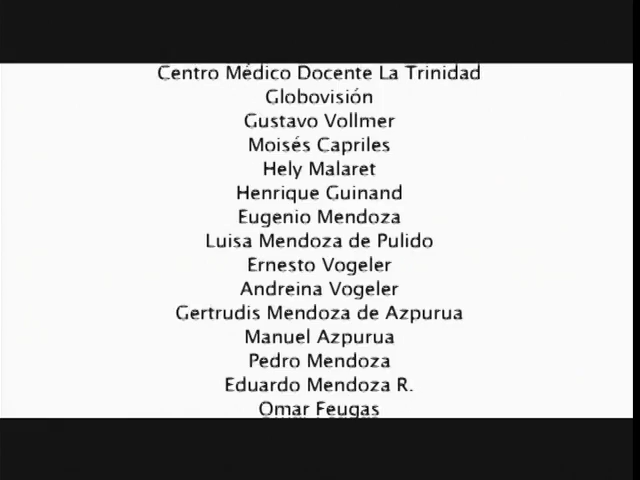 Centro Médico Docente La Trinidad
Globovisión
Gustavo Vollmer
Moisés Capriles
Hely Malaret
Henrique Guinand
Eugenio Mendoza
Luisa Mendoza de Pulido
Ernesto Vogeler
Andreina Vogeler
Gertrudis Mendoza de Azpurua
Manuel Azpurua
Pedro Mendoza
Eduardo Mendoza R.
Omar Feugas